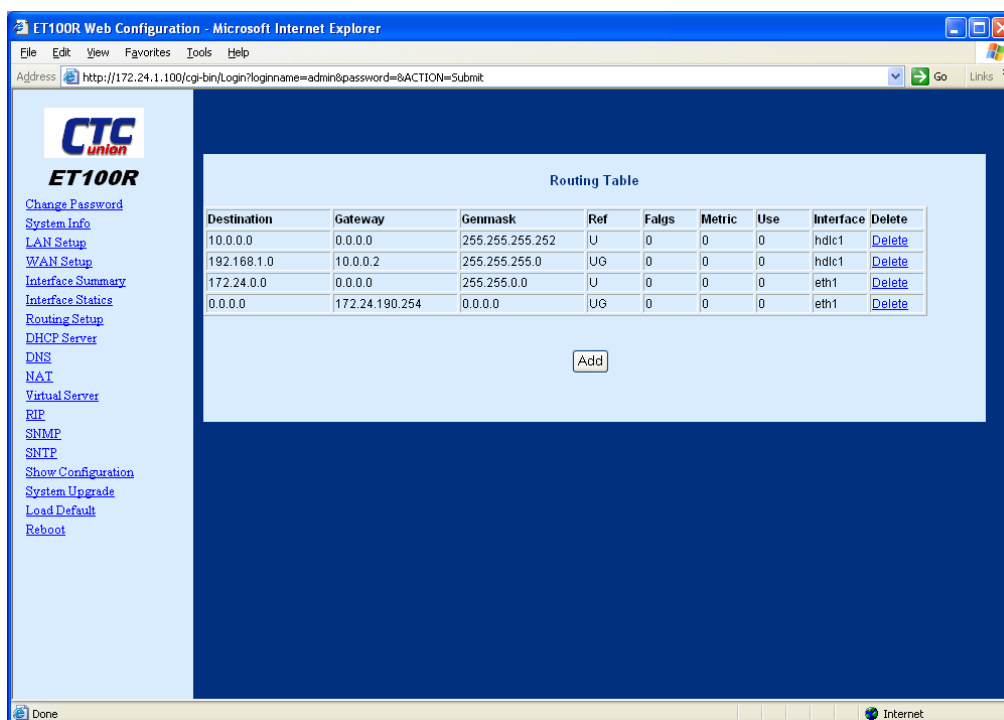 ET100R Web Configuration - Microsoft Internet Explorer
File Edit View Favorites Tools Help
Address http://172.24.1.100/cgi-bin/Login?loginname=admin&password=&ACTION=Submit Go Links
CTC
union
ET100R
Change Password
System Info
LAN Setup
WAN Setup
Interface Summary
Interface Statics
Routing Setup
DHCP Server
DNS
NAT
Virtual Server
RIP
SNMP
SNTP
Show Configuration
System Upgrade
Load Default
Reboot
Routing Table
Destination Gateway Genmask Ref Falgs Metric Use Interface Delete
10.0.0.0 0.0.0.0 255.255.255.252 U 0 0 0 hdlc1 Delete
192.168.1.0 10.0.0.2 255.255.255.0 UG 0 0 0 hdlc1 Delete
172.24.0.0 0.0.0.0 255.255.0.0 U 0 0 0 eth1 Delete
0.0.0.0 172.24.190.254 0.0.0.0 UG 0 0 0 eth1 Delete
Add
Done Internet